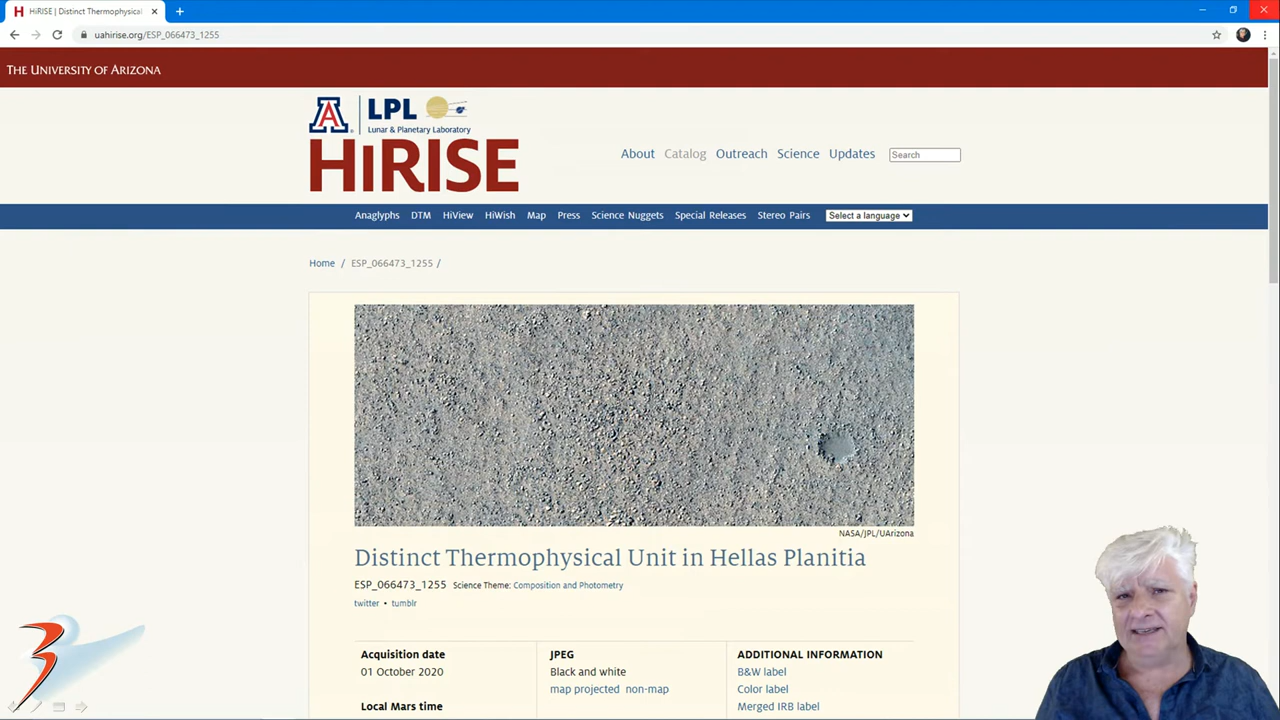 HiRISE | Distinct Thermophysical
uahirise.org/ESP_066473_1255
THE UNIVERSITY OF ARIZONA
A LPL
Lunar & Planetary Laboratory
HiRISE
About Catalog Outreach Science Updates Search
Anaglyphs DTM HiView HiWish Map Press Science Nuggets Special Releases Stereo Pairs Select a language
Home / ESP_066473_1255 /
NASA/JPL/UArizona
Distinct Thermophysical Unit in Hellas Planitia
ESP_066473_1255 Science Theme: Composition and Photometry
twitter • tumblr
Acquisition date JPEG ADDITIONAL INFORMATION
01 October 2020 Black and white B&W label
map projected non-map Color label
Local Mars time Merged IRB label
3